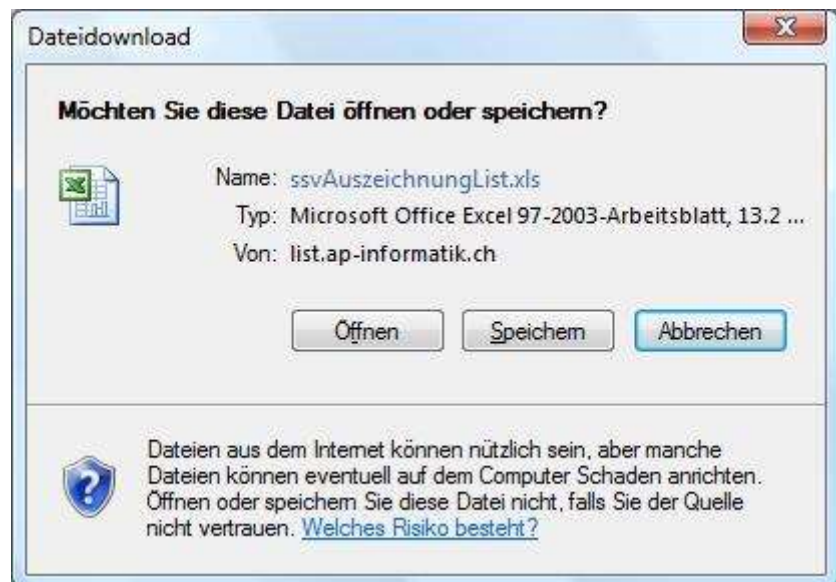 Dateidownload
Möchten Sie diese Datei öffnen oder speichern?
Name: ssvAuszeichnungList.xls
Typ: Microsoft Office Excel 97-2003-Arbeitsblatt, 13.2 ...
Von: list.ap-informatik.ch
Öffnen Speichern Abbrechen
Dateien aus dem Internet können nützlich sein, aber manche
Dateien können eventuell auf dem Computer Schaden anrichten.
Öffnen oder speichern Sie diese Datei nicht, falls Sie der Quelle
nicht vertrauen. Welches Risiko besteht?